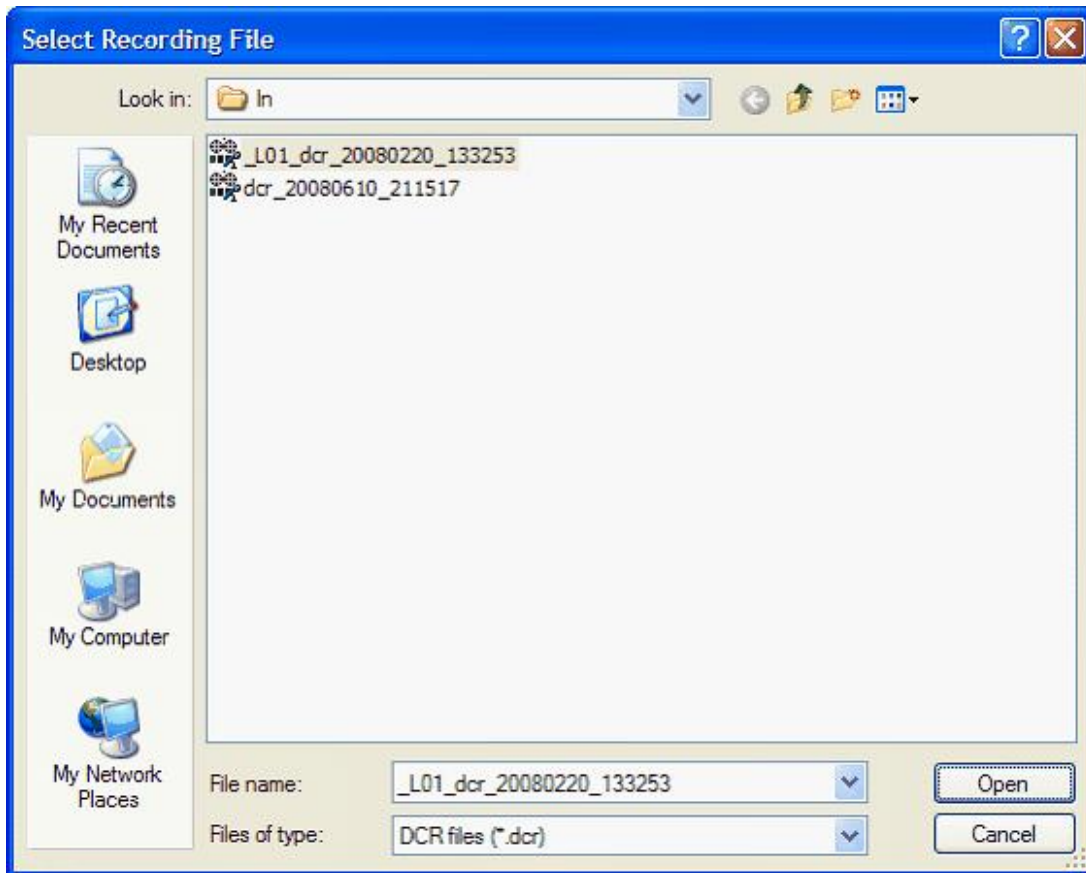 Select Recording File
Look in:
In
_L01_dcr_20080220_133253
dcr_20080610_211517
My Recent
Documents
Desktop
My Documents
My Computer
My Network
Places
File name:
_L01_dcr_20080220_133253
Open
Files of type:
DCR files (*.dcr)
Cancel